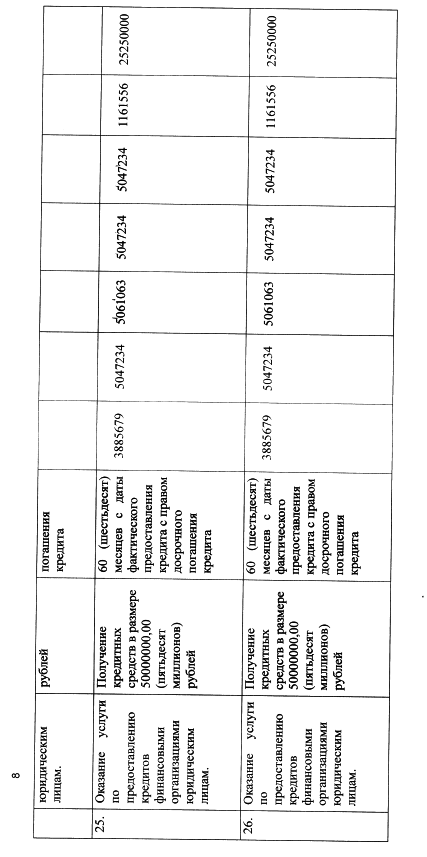 8
юридическим
лицам.
рублей
погашения
кредита
25.
Оказание услуги
по
предоставлению
кредитов
финансовыми
организациями
юридическим
лицам.
Получение
кредитных
средств в размере
50000000,00
(пятьдесят
миллионов)
рублей
60 (шестьдесят)
месяцев с даты
фактического
предоставления
кредита с правом
досрочного
погашения
кредита
3885679
5047234
5061063
5047234
5047234
1161556
25250000
26.
Оказание услуги
по
предоставлению
кредитов
финансовыми
организациями
юридическим
лицам.
Получение
кредитных
средств в размере
50000000,00
(пятьдесят
миллионов)
рублей
60 (шестьдесят)
месяцев с даты
фактического
предоставления
кредита с правом
досрочного
погашения
кредита
3885679
5047234
5061063
5047234
5047234
1161556
25250000